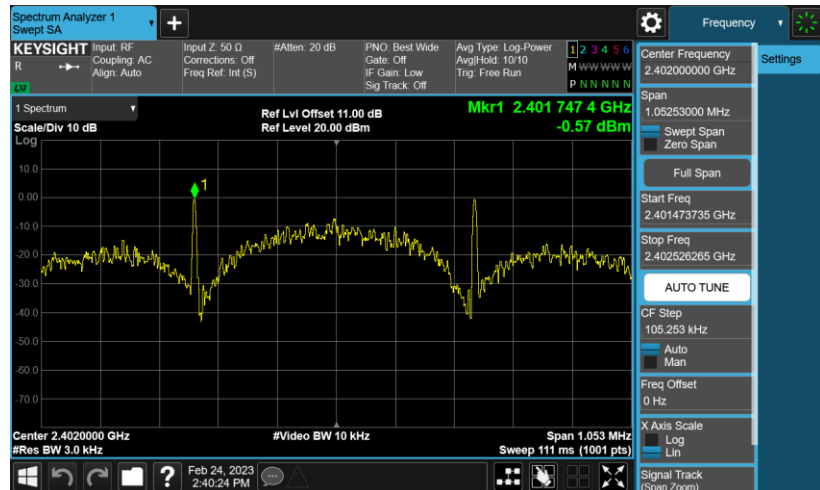 Spectrum Analyzer 1
Swept SA
Frequency
KEYSIGHT
R
LXI
Input: RF
Coupling: AC
Align: Auto
Input Z: 50 Ω
Corrections: Off
Freq Ref: Int (S)
#Atten: 20 dB
PNO: Best Wide
Gate: Off
IF Gain: Low
Sig Track: Off
Avg Type: Log-Power
Avg|Hold: 10/10
Trig: Free Run
1 2 3 4 5 6
M W W W W W
P N N N N N
1 Spectrum
Scale/Div 10 dB
Log
Ref Lvl Offset 11.00 dB
Ref Level 20.00 dBm
Mkr1 2.401 747 4 GHz
-0.57 dBm
1
10.0
0.00
-10.0
-20.0
-30.0
-40.0
-50.0
-60.0
-70.0
Center 2.4020000 GHz
#Res BW 3.0 kHz
#Video BW 10 kHz
Span 1.053 MHz
Sweep 111 ms (1001 pts)
Feb 24, 2023
2:40:24 PM
?
Center Frequency
2.402000000 GHz
Span
1.05253000 MHz
Swept Span
Zero Span
Full Span
Start Freq
2.401473735 GHz
Stop Freq
2.402526265 GHz
AUTO TUNE
CF Step
105.253 kHz
Auto
Man
Freq Offset
0 Hz
X Axis Scale
Log
Lin
Signal Track
(Span Zoom)
Settings